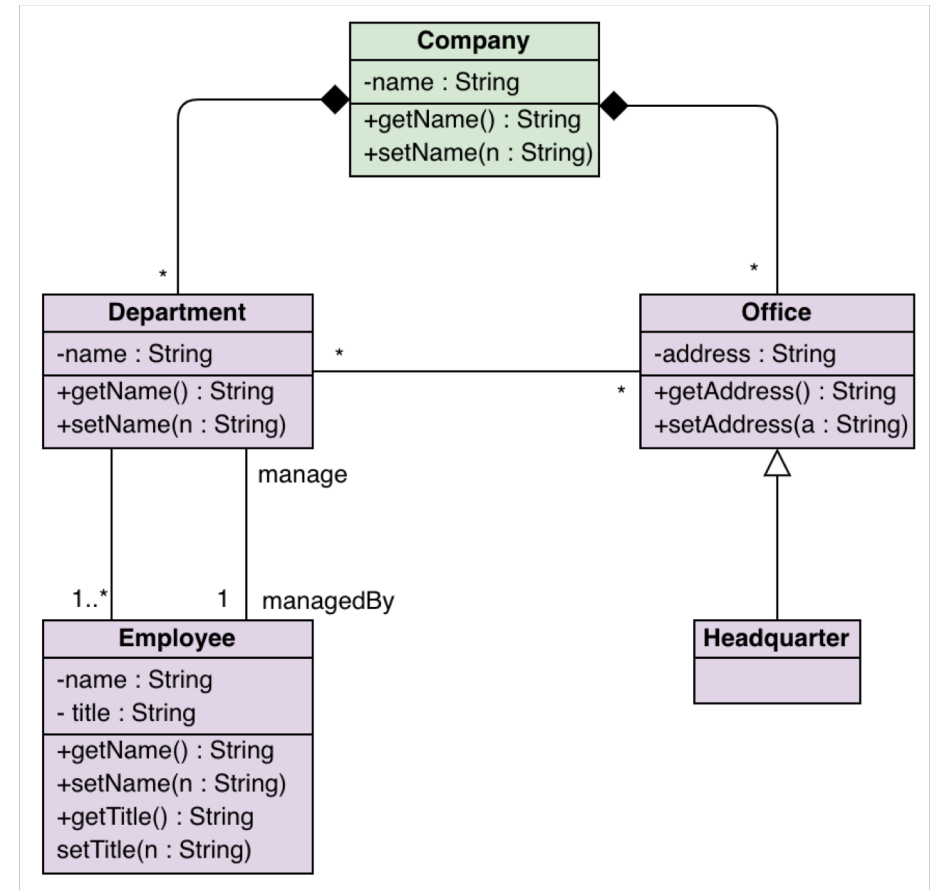 Company
-name : String
+getName() : String
+setName(n : String)
*
*
Department
-name : String
+getName() : String
+setName(n : String)
*
*
Office
-address : String
+getAddress() : String
+setAddress(a : String)
manage
1..*
1
managedBy
Employee
-name : String
- title : String
+getName() : String
+setName(n : String)
+getTitle() : String
setTitle(n : String)
Headquarter